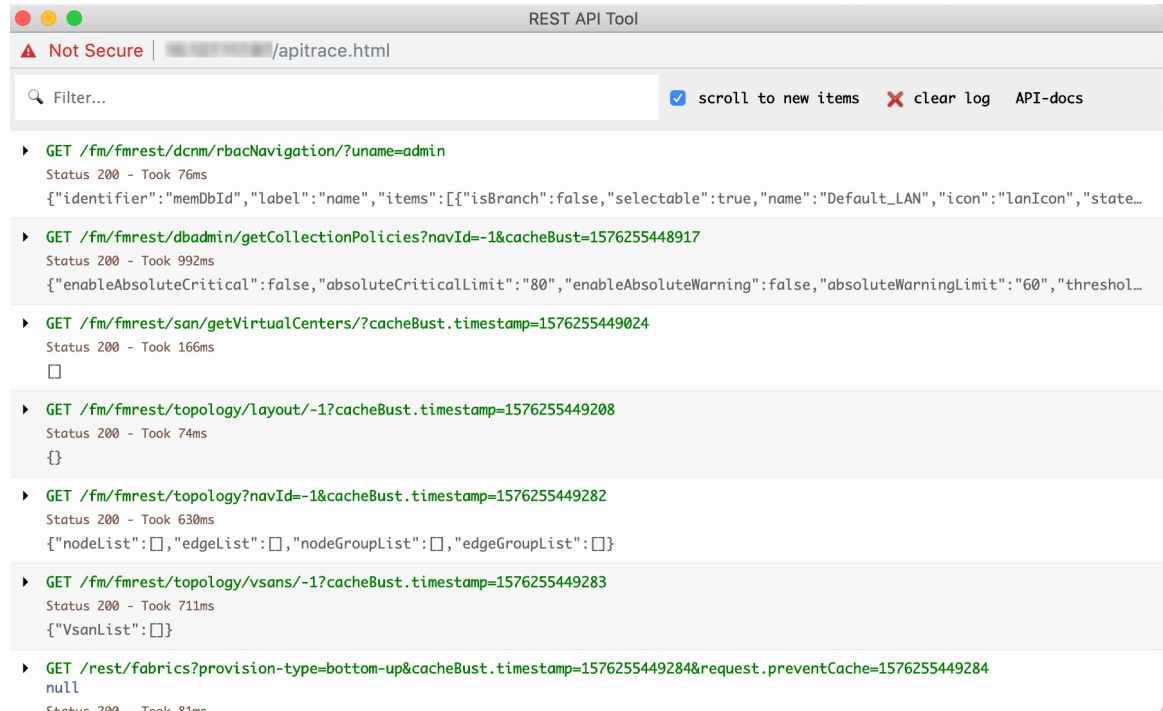 REST API Tool
Not Secure | /apitrace.html
Filter... scroll to new items clear log API-docs
GET /fm/fmrest/dcnm/rbacNavigation/?uname=admin
Status 200 - Took 76ms
{"identifier":"memDbId","label":"name","items":[{"isBranch":false,"selectable":true,"name":"Default_LAN","icon":"lanIcon","state…
GET /fm/fmrest/dbadmin/getCollectionPolicies?navId=-1&cacheBust=1576255448917
Status 200 - Took 992ms
{"enableAbsoluteCritical":false,"absoluteCriticalLimit":"80","enableAbsoluteWarning":false,"absoluteWarningLimit":"60","threshol…
GET /fm/fmrest/san/getVirtualCenters/?cacheBust.timestamp=1576255449024
Status 200 - Took 166ms
[]
GET /fm/fmrest/topology/layout/-1?cacheBust.timestamp=1576255449208
Status 200 - Took 74ms
{}
GET /fm/fmrest/topology?navId=-1&cacheBust.timestamp=1576255449282
Status 200 - Took 630ms
{"nodeList":[],"edgeList":[],"nodeGroupList":[],"edgeGroupList":[]}
GET /fm/fmrest/topology/vsans/-1?cacheBust.timestamp=1576255449283
Status 200 - Took 711ms
{"VsanList":[]}
GET /rest/fabrics?provision-type=bottom-up&cacheBust.timestamp=1576255449284&request.preventCache=1576255449284
null
Status 200 - Took 81ms